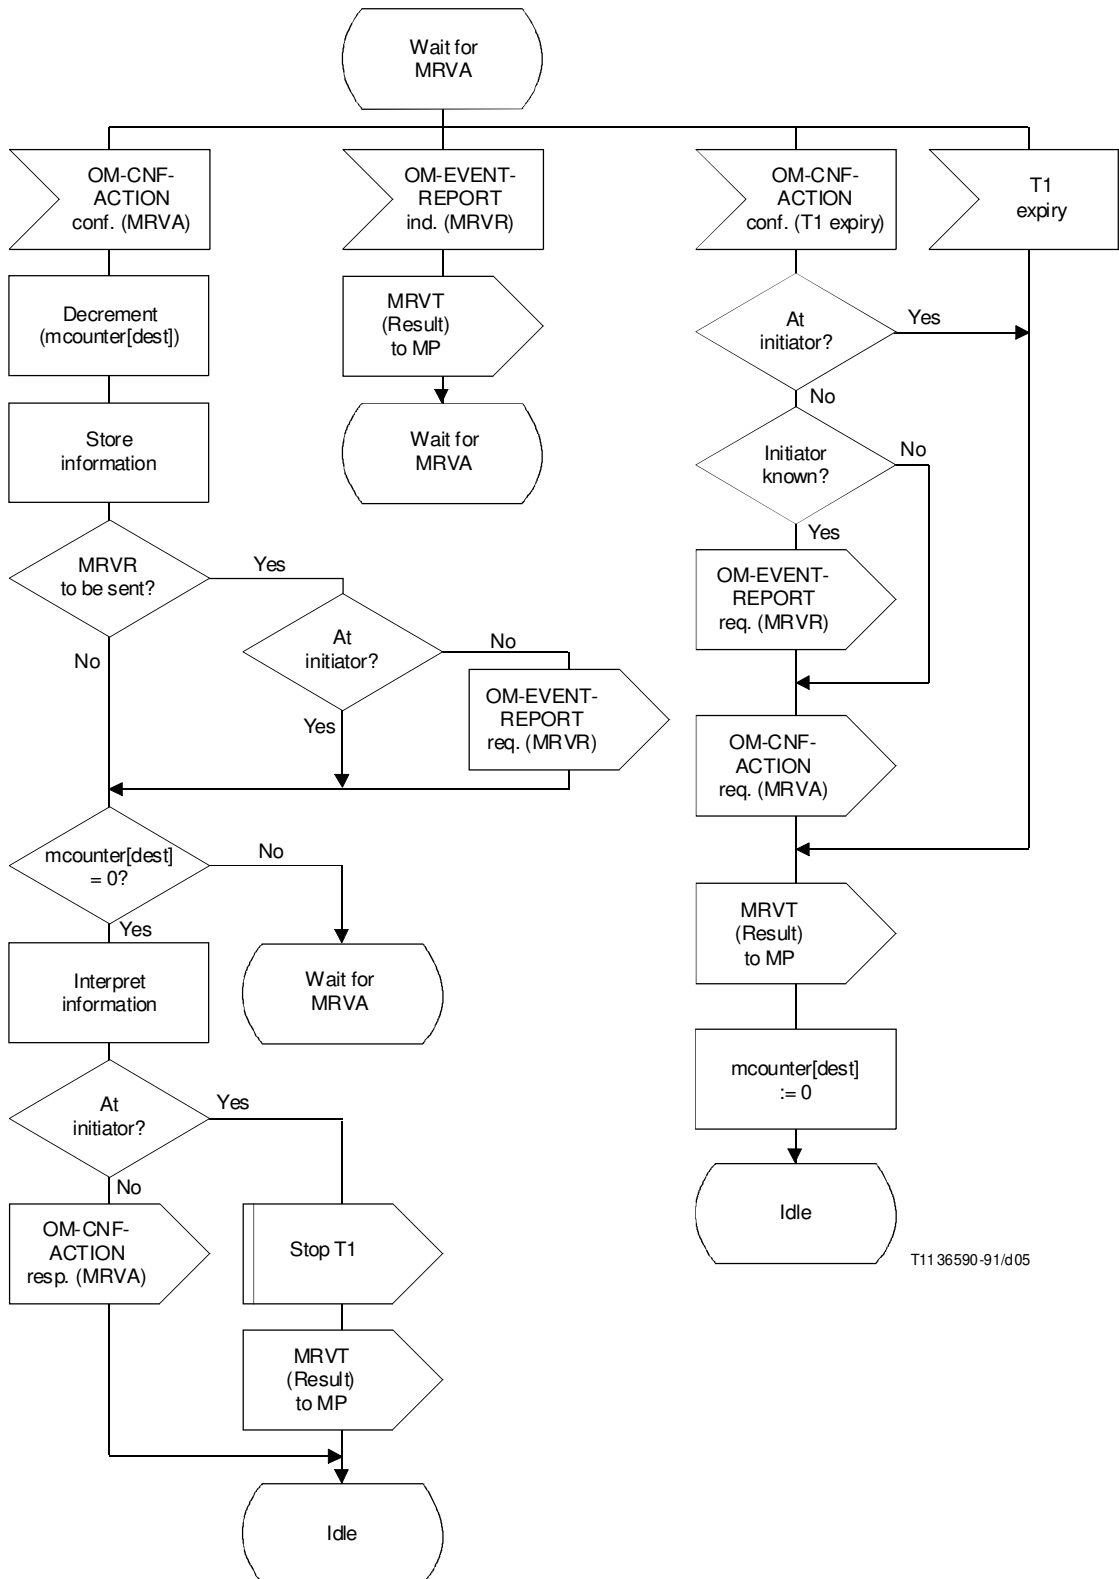 Wait for
MRVA
OM-CNF-
ACTION
conf. (MRVA)
OM-EVENT-
REPORT
ind. (MRVR)
OM-CNF-
ACTION
conf. (T1 expiry)
T1
expiry
Decrement
(mcounter[dest])
MRVT
(Result)
to MP
At
initiator?
Yes
No
Store
information
Wait for
MRVA
Initiator
known?
No
Yes
MRVR
to be sent?
Yes
No
OM-EVENT-
REPORT
req. (MRVR)
At
initiator?
No
Yes
OM-EVENT-
REPORT
req. (MRVR)
OM-CNF-
ACTION
req. (MRVA)
mcounter[dest]
= 0?
No
Yes
MRVT
(Result)
to MP
Interpret
information
Wait for
MRVA
mcounter[dest]
:= 0
At
initiator?
Yes
No
OM-CNF-
ACTION
resp. (MRVA)
Stop T1
Idle
T1136590-91/d05
MRVT
(Result)
to MP
Idle